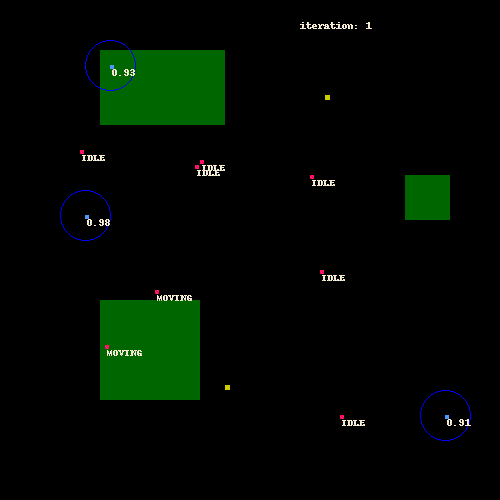 iteration: 1
0.93
IDLE
IDLE
IDLE
IDLE
0.98
IDLE
MOVING
MOVING
IDLE
0.91